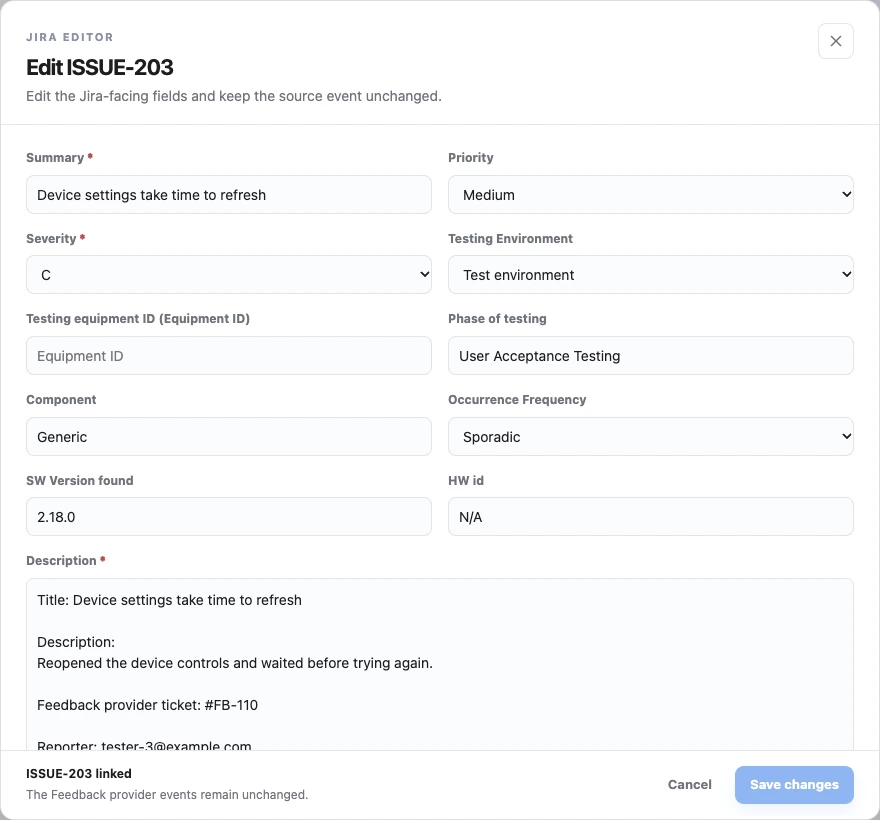 JIRA EDITOR
Edit ISSUE-203
Edit the Jira-facing fields and keep the source event unchanged.
Summary *
Priority
Device settings take time to refresh
Medium
Severity *
Testing Environment
C
Test environment
Testing equipment ID (Equipment ID)
Phase of testing
Equipment ID
User Acceptance Testing
Component
Occurrence Frequency
Generic
Sporadic
SW Version found
HW id
2.18.0
N/A
Description *
Title: Device settings take time to refresh
Description:
Reopened the device controls and waited before trying again.
Feedback provider ticket: #FB-110
Reporter: tester-3@example.com
ISSUE-203 linked
The Feedback provider events remain unchanged.
Cancel
Save changes